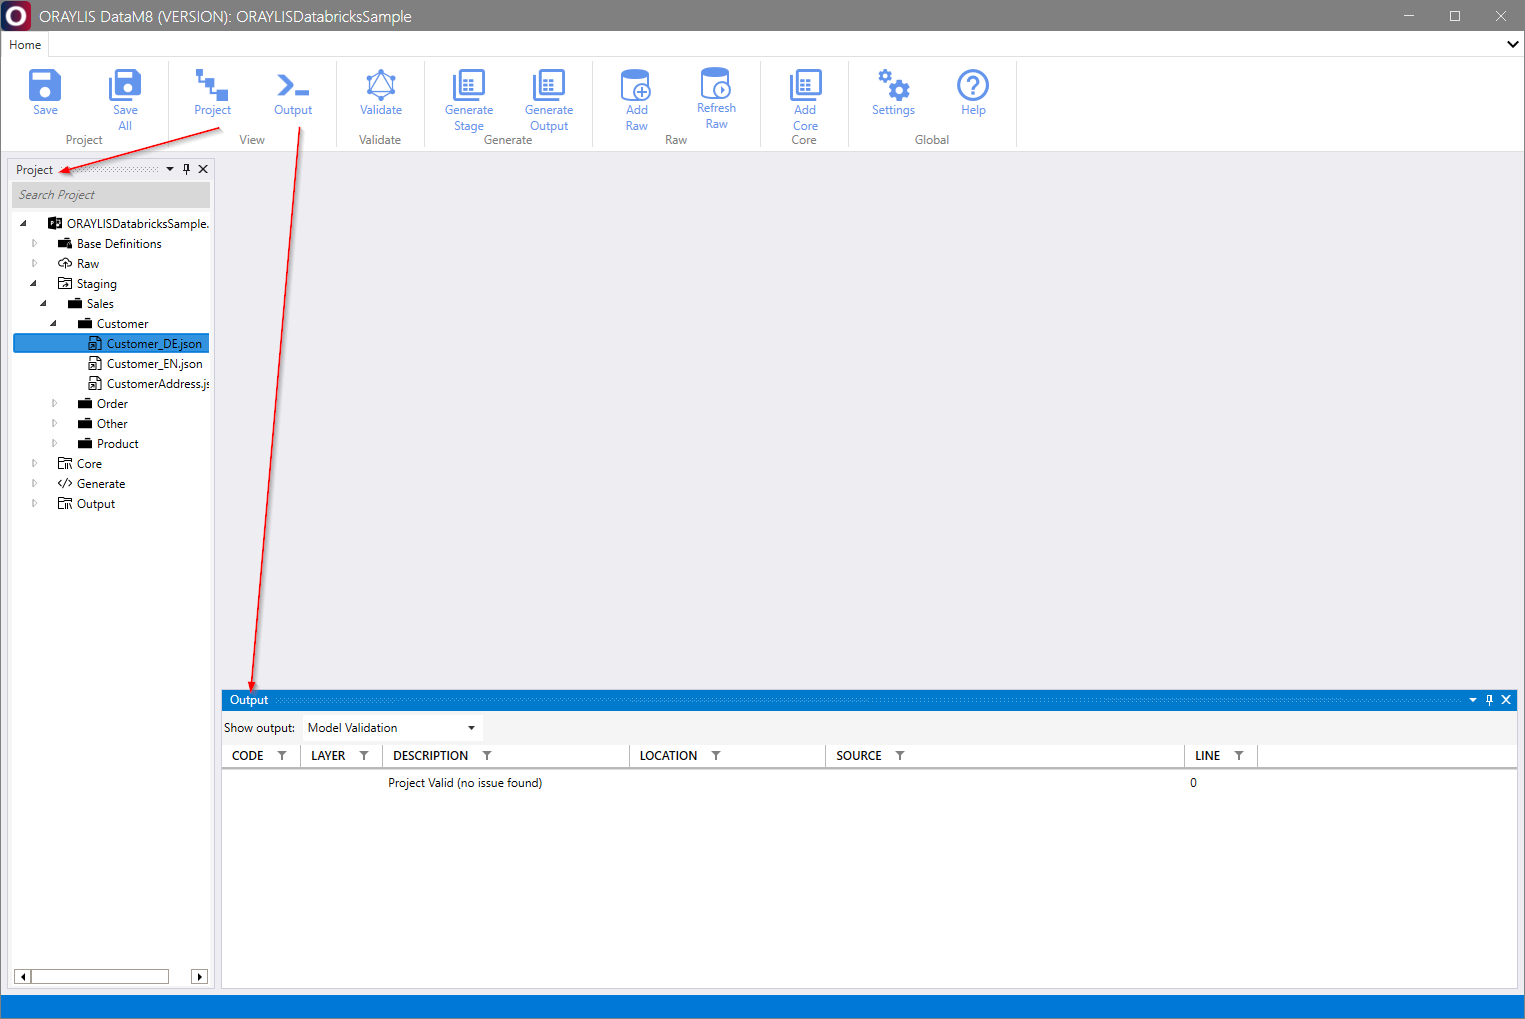 ORAYLIS DataM8 (VERSION): ORAYLISDatabricksSample
Home
Save
Save All
Project
Output
Validate
Generate Stage
Generate Output
Add Raw
Refresh Raw
Add Core
Settings
Help
Project
View
Validate
Generate
Raw
Core
Global
Project
Search Project
ORAYLISDatabricksSample.
Base Definitions
Raw
Staging
Sales
Customer
Customer_DE.json
Customer_EN.json
CustomerAddress.js
Order
Other
Product
Core
Generate
Output
Output
Show output: Model Validation
CODE LAYER DESCRIPTION LOCATION SOURCE LINE
Project Valid (no issue found) 0